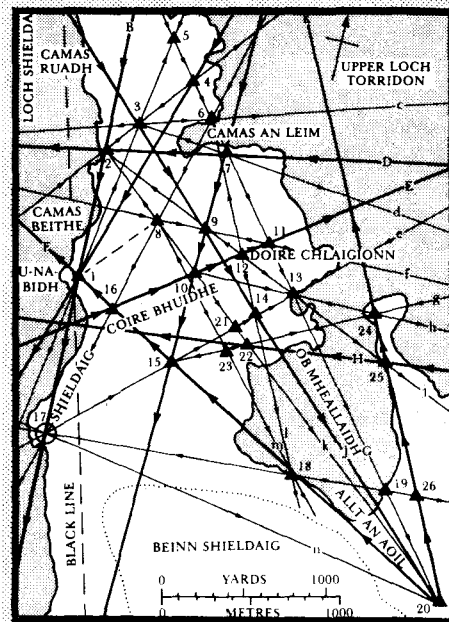 B
5
CAMAS
RUADH
LOCH SHIELDA
UPPER LOCH
TORRIDON
4
3
6
c
CAMAS AN LEIM
2
7
D
E
d
CAMAS
BEITHE
F
8
9
11
e
DOIRE CHLAIGIONN
12
f
U-NA-
BIDH
1
10
13
COIRE BHUIDHE
16
14
24
g
h
21
22
H
15
23
25
i
SHIELDAIG
OB MHEALLAIDH
G
17
l
m
k
j
18
19
26
BLACK LINE
ALLT AN AOIL
n
BEINN SHIELDAIG
0
1000
YARDS
0
1000
METRES
20